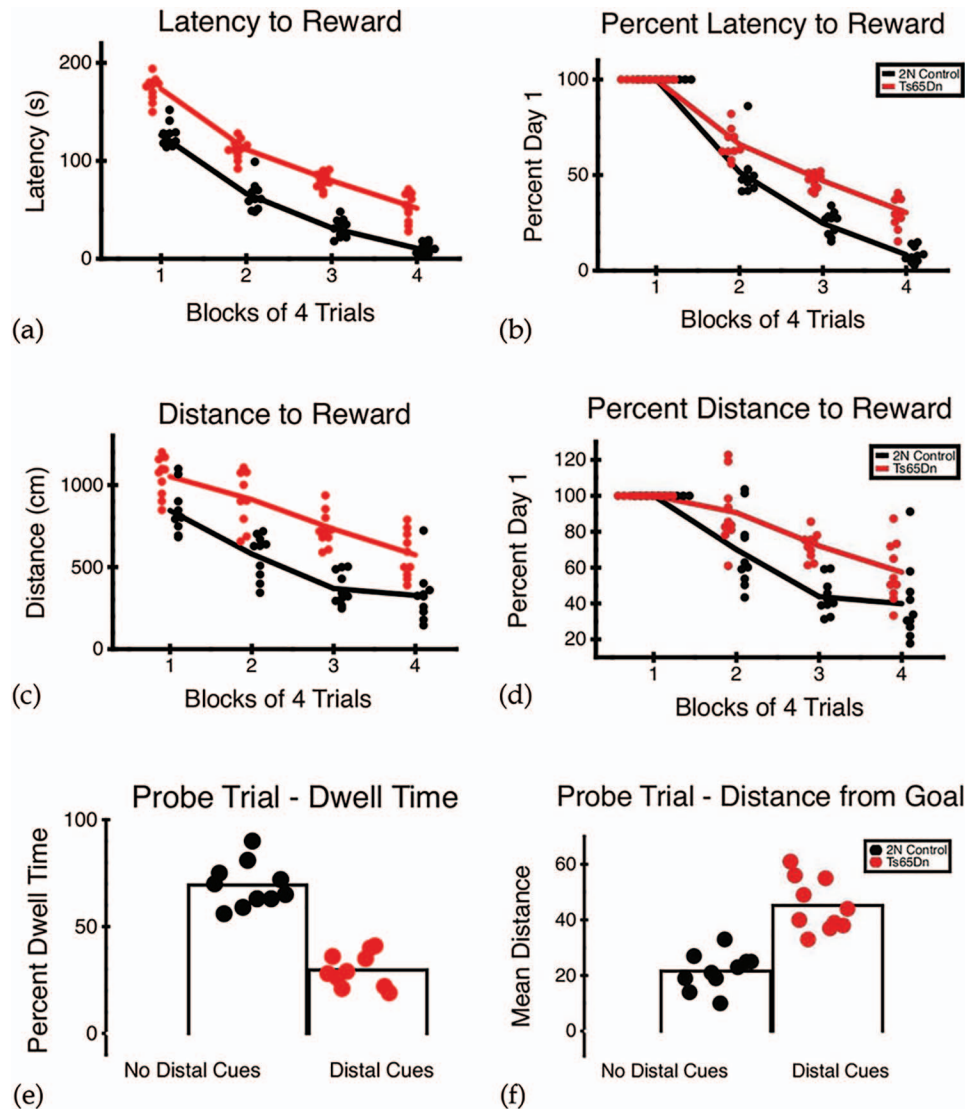 Latency to Reward
200
100
0
Latency (s)
1 2 3 4
Blocks of 4 Trials
(a)
Percent Latency to Reward
2N Control
Ts65Dn
100
50
0
Percent Day 1
1 2 3 4
Blocks of 4 Trials
(b)
Distance to Reward
1000
500
0
Distance (cm)
1 2 3 4
Blocks of 4 Trials
(c)
Percent Distance to Reward
2N Control
Ts65Dn
120
100
80
60
40
20
Percent Day 1
1 2 3 4
Blocks of 4 Trials
(d)
Probe Trial - Dwell Time
100
50
0
Percent Dwell Time
No Distal Cues Distal Cues
(e)
Probe Trial - Distance from Goal
2N Control
Ts65Dn
60
40
20
0
Mean Distance
No Distal Cues Distal Cues
(f)